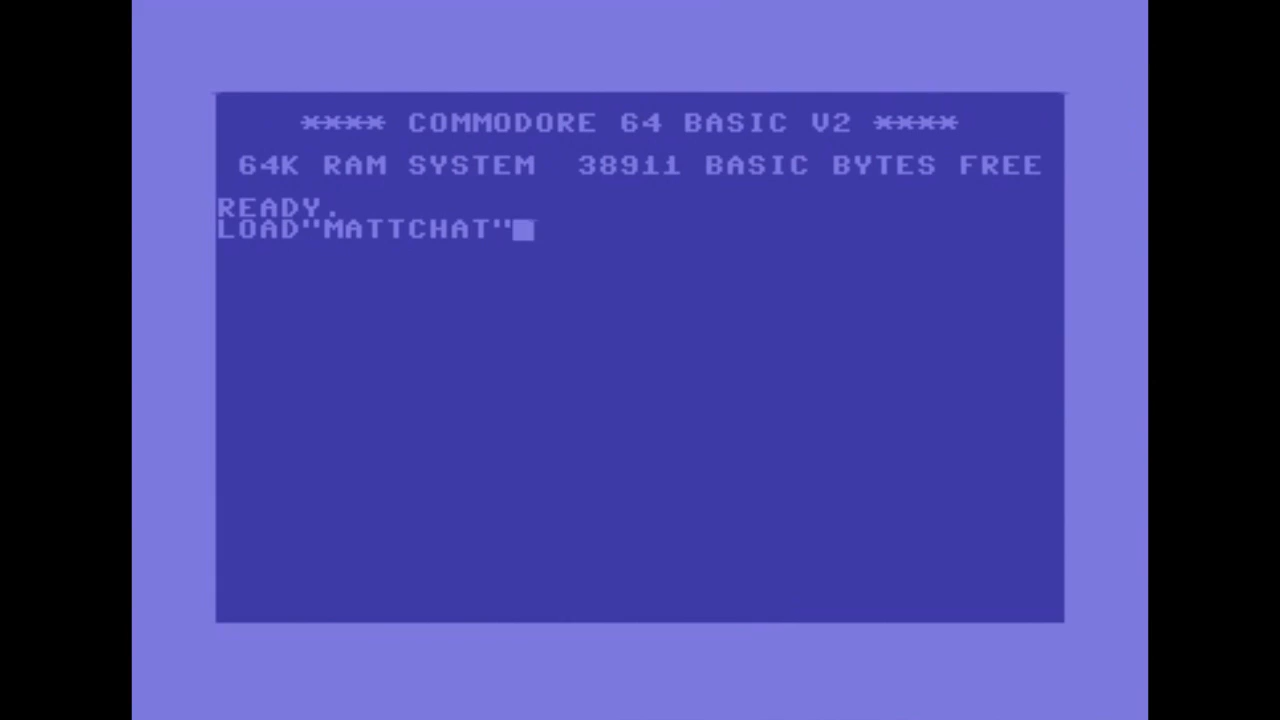 **** COMMODORE 64 BASIC V2 ****
64K RAM SYSTEM  38911 BASIC BYTES FREE
READY.
LOAD"MATTCHAT"